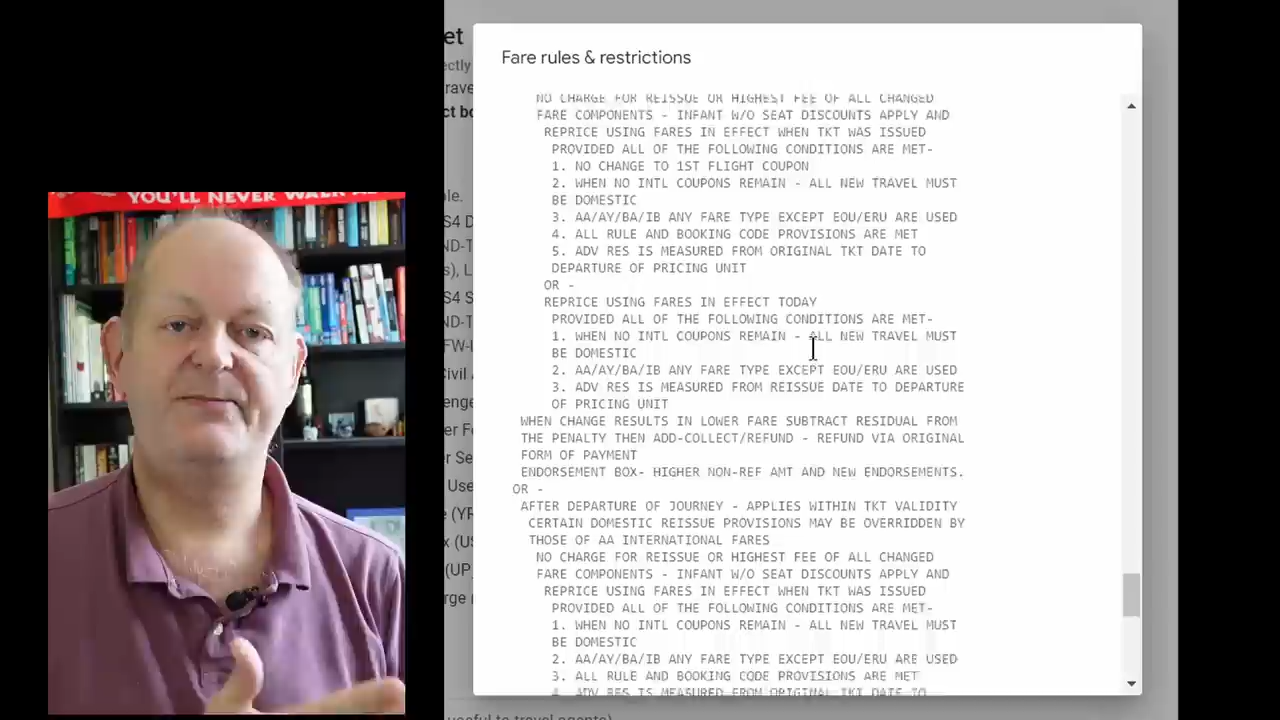 YOU'LL NEVER WALK
Fare rules & restrictions
NO CHARGE FOR REISSUE OR HIGHEST FEE OF ALL CHANGED
FARE COMPONENTS - INFANT W/O SEAT DISCOUNTS APPLY AND
REPRICE USING FARES IN EFFECT WHEN TKT WAS ISSUED
PROVIDED ALL OF THE FOLLOWING CONDITIONS ARE MET-
1. NO CHANGE TO 1ST FLIGHT COUPON
2. WHEN NO INTL COUPONS REMAIN - ALL NEW TRAVEL MUST
BE DOMESTIC
3. AA/AY/BA/IB ANY FARE TYPE EXCEPT EOU/ERU ARE USED
4. ALL RULE AND BOOKING CODE PROVISIONS ARE MET
5. ADV RES IS MEASURED FROM ORIGINAL TKT DATE TO
DEPARTURE OF PRICING UNIT
OR -
REPRICE USING FARES IN EFFECT TODAY
PROVIDED ALL OF THE FOLLOWING CONDITIONS ARE MET-
1. WHEN NO INTL COUPONS REMAIN - ALL NEW TRAVEL MUST
BE DOMESTIC
2. AA/AY/BA/IB ANY FARE TYPE EXCEPT EOU/ERU ARE USED
3. ADV RES IS MEASURED FROM REISSUE DATE TO DEPARTURE
OF PRICING UNIT
WHEN CHANGE RESULTS IN LOWER FARE SUBTRACT RESIDUAL FROM
THE PENALTY THEN ADD-COLLECT/REFUND - REFUND VIA ORIGINAL
FORM OF PAYMENT
ENDORSEMENT BOX- HIGHER NON-REF AMT AND NEW ENDORSEMENTS.
OR -
AFTER DEPARTURE OF JOURNEY - APPLIES WITHIN TKT VALIDITY
CERTAIN DOMESTIC REISSUE PROVISIONS MAY BE OVERRIDDEN BY
THOSE OF AA INTERNATIONAL FARES
NO CHARGE FOR REISSUE OR HIGHEST FEE OF ALL CHANGED
FARE COMPONENTS - INFANT W/O SEAT DISCOUNTS APPLY AND
REPRICE USING FARES IN EFFECT WHEN TKT WAS ISSUED
PROVIDED ALL OF THE FOLLOWING CONDITIONS ARE MET-
1. WHEN NO INTL COUPONS REMAIN - ALL NEW TRAVEL MUST
BE DOMESTIC
2. AA/AY/BA/IB ANY FARE TYPE EXCEPT EOU/ERU ARE USED
3. ALL RULE AND BOOKING CODE PROVISIONS ARE MET
4. ADV RES IS MEASURED FROM ORIGINAL TKT DATE TO
useful to travel agents)